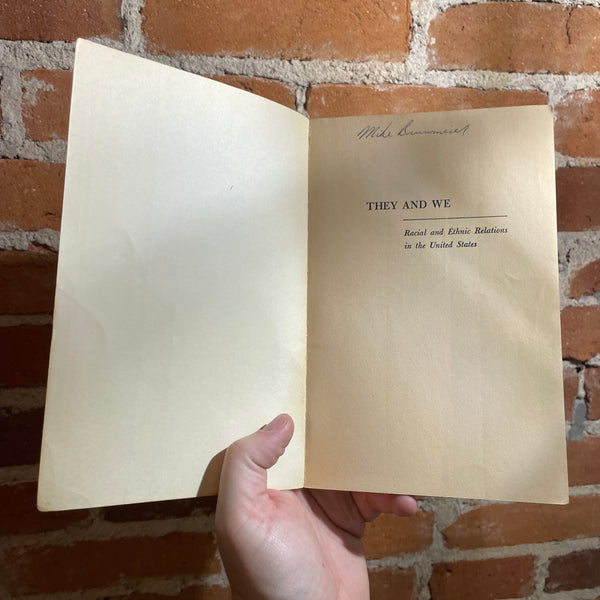 Mike
THEY AND WE
Racial and Ethnic Relations
in the United States